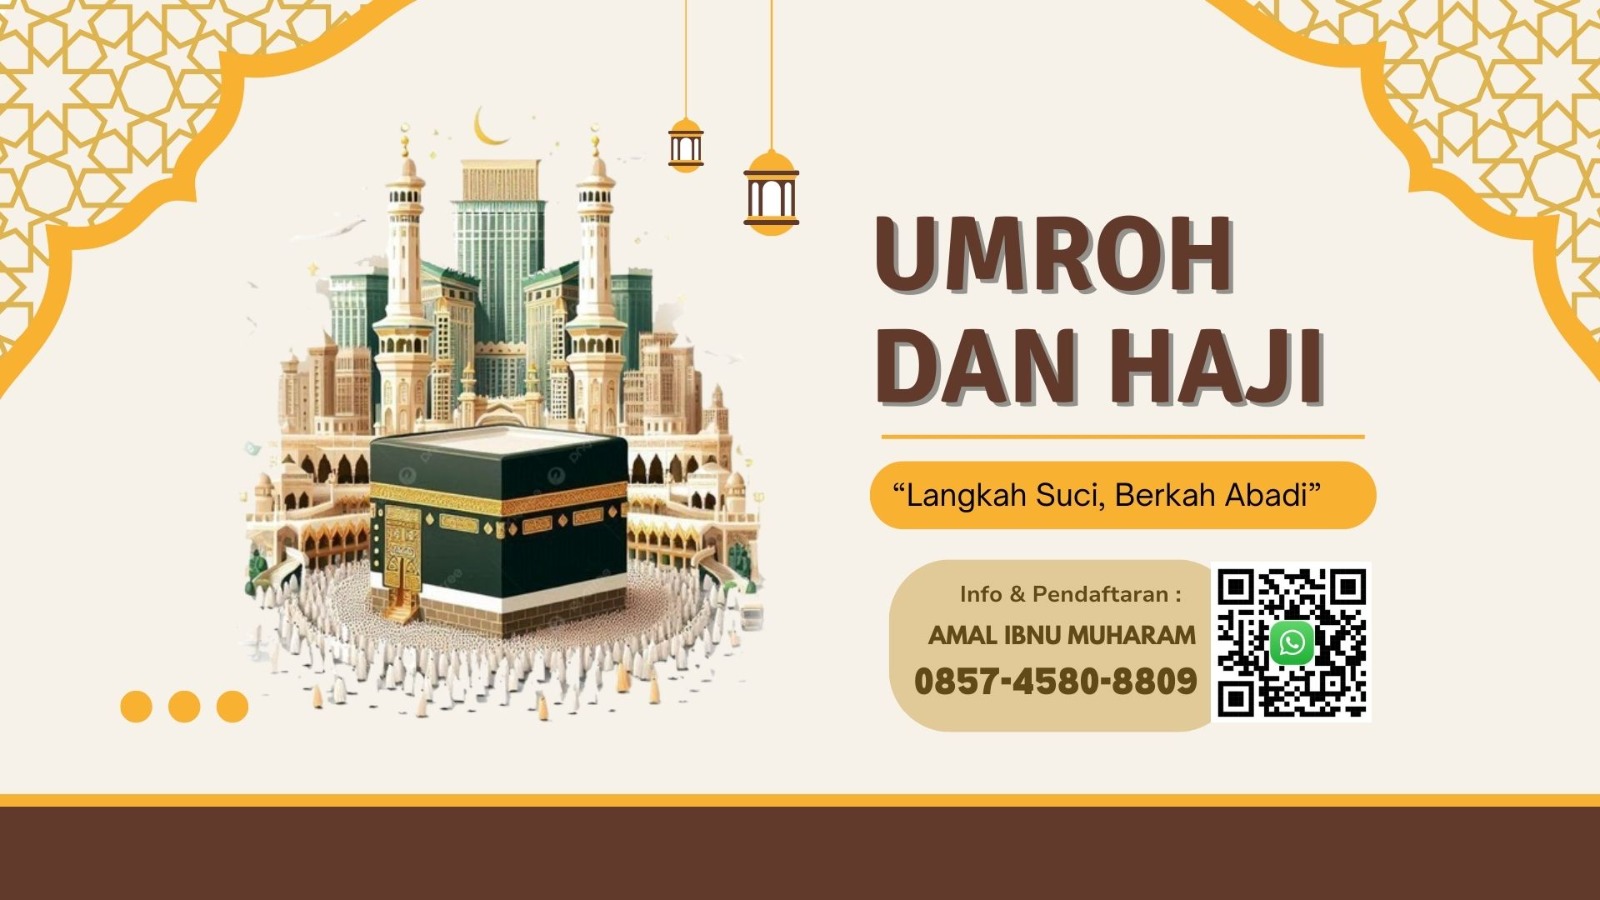 UMROH
DAN HAJI
“Langkah Suci, Berkah Abadi”
Info & Pendaftaran :
AMAL IBNU MUHARAM
0857-4580-8809